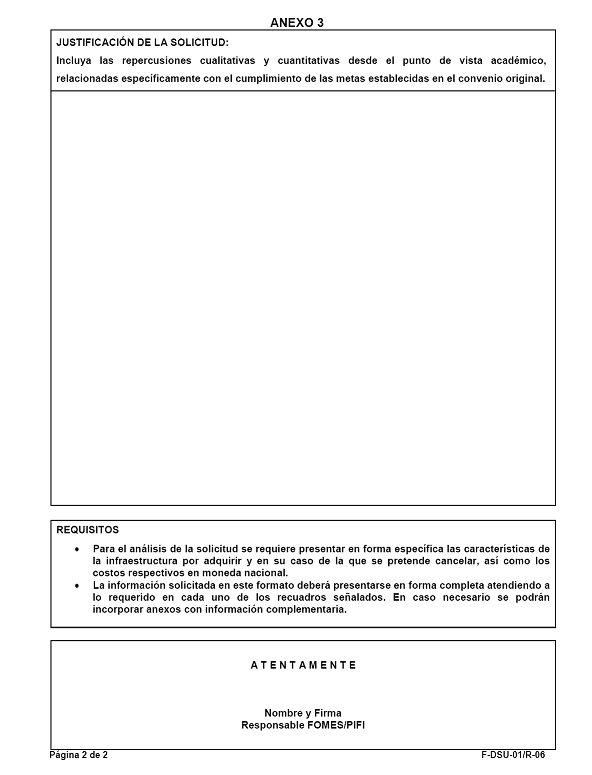 ANEXO 3
JUSTIFICACIÓN DE LA SOLICITUD:
Incluya las repercusiones cualitativas y cuantitativas desde el punto de vista académico,
relacionadas específicamente con el cumplimiento de las metas establecidas en el convenio original.
REQUISITOS
• Para el análisis de la solicitud se requiere presentar en forma específica las características de
la infraestructura por adquirir y en su caso de la que se pretende cancelar, así como los
costos respectivos en moneda nacional.
• La información solicitada en este formato deberá presentarse en forma completa atendiendo a
lo requerido en cada uno de los recuadros señalados. En caso necesario se podrán
incorporar anexos con información complementaria.
A T E N T A M E N T E
Nombre y Firma
Responsable FOMES/PIFI
Página 2 de 2 F-DSU-01/R-06